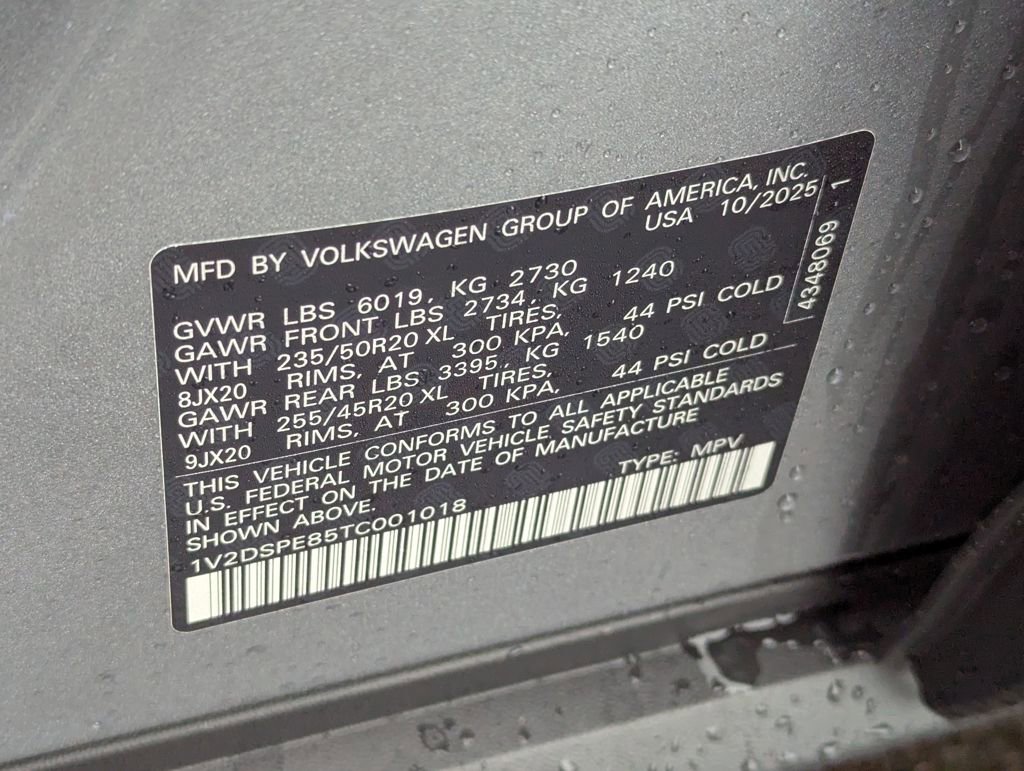 MFD BY VOLKSWAGEN GROUP OF AMERICA, INC.
USA 10/2025
GVWR LBS 6019, KG 2730
GAWR FRONT LBS 2734, KG 1240
WITH 235/50R20 XL TIRES,
8JX20 RIMS, AT 300 KPA, 44 PSI COLD
GAWR REAR LBS 3395, KG 1540
WITH 255/45R20 XL TIRES,
9JX20 RIMS, AT 300 KPA, 44 PSI COLD
THIS VEHICLE CONFORMS TO ALL APPLICABLE
U.S. FEDERAL MOTOR VEHICLE SAFETY STANDARDS
IN EFFECT ON THE DATE OF MANUFACTURE
SHOWN ABOVE.
TYPE: MPV
1V2DSPE85TC001018
4348069 1